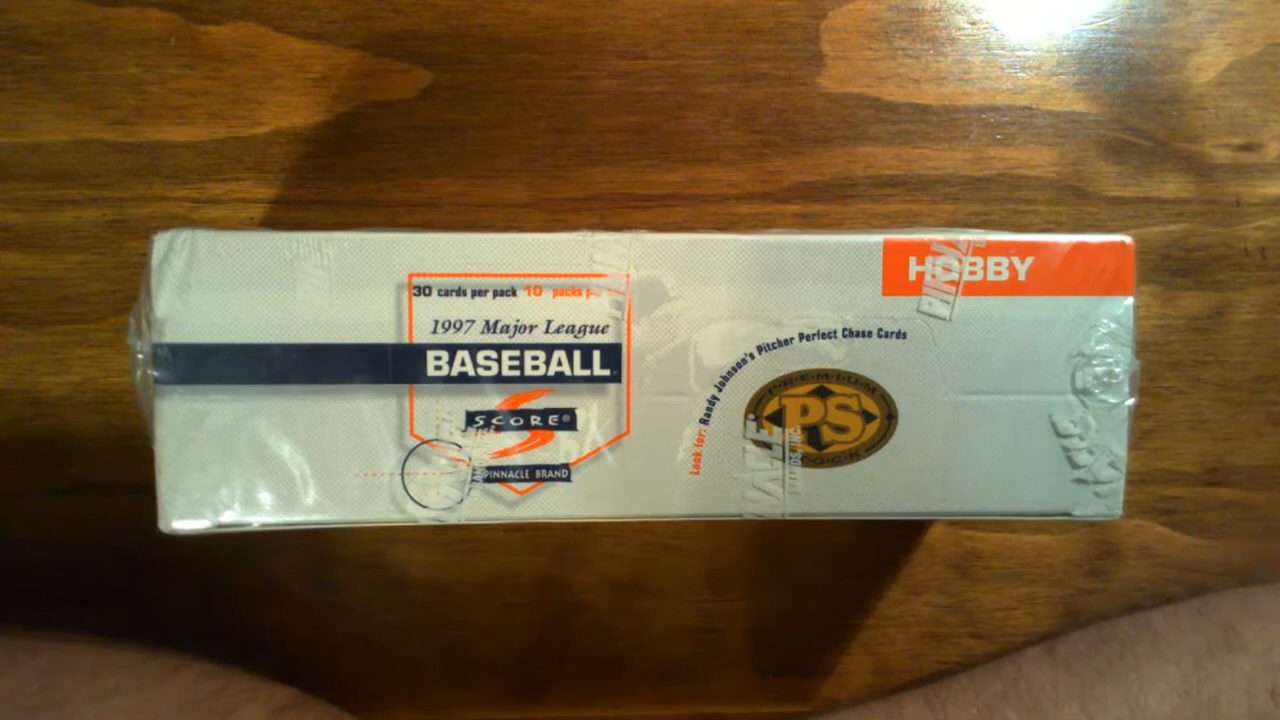 HOBBY
30 cards per pack 10 packs
1997 Major League
BASEBALL
SCORE®
PINNACLE BRAND
Look for: Randy Johnson's Pitcher Perfect Chase Cards
PREMIUM
PS
STOCK